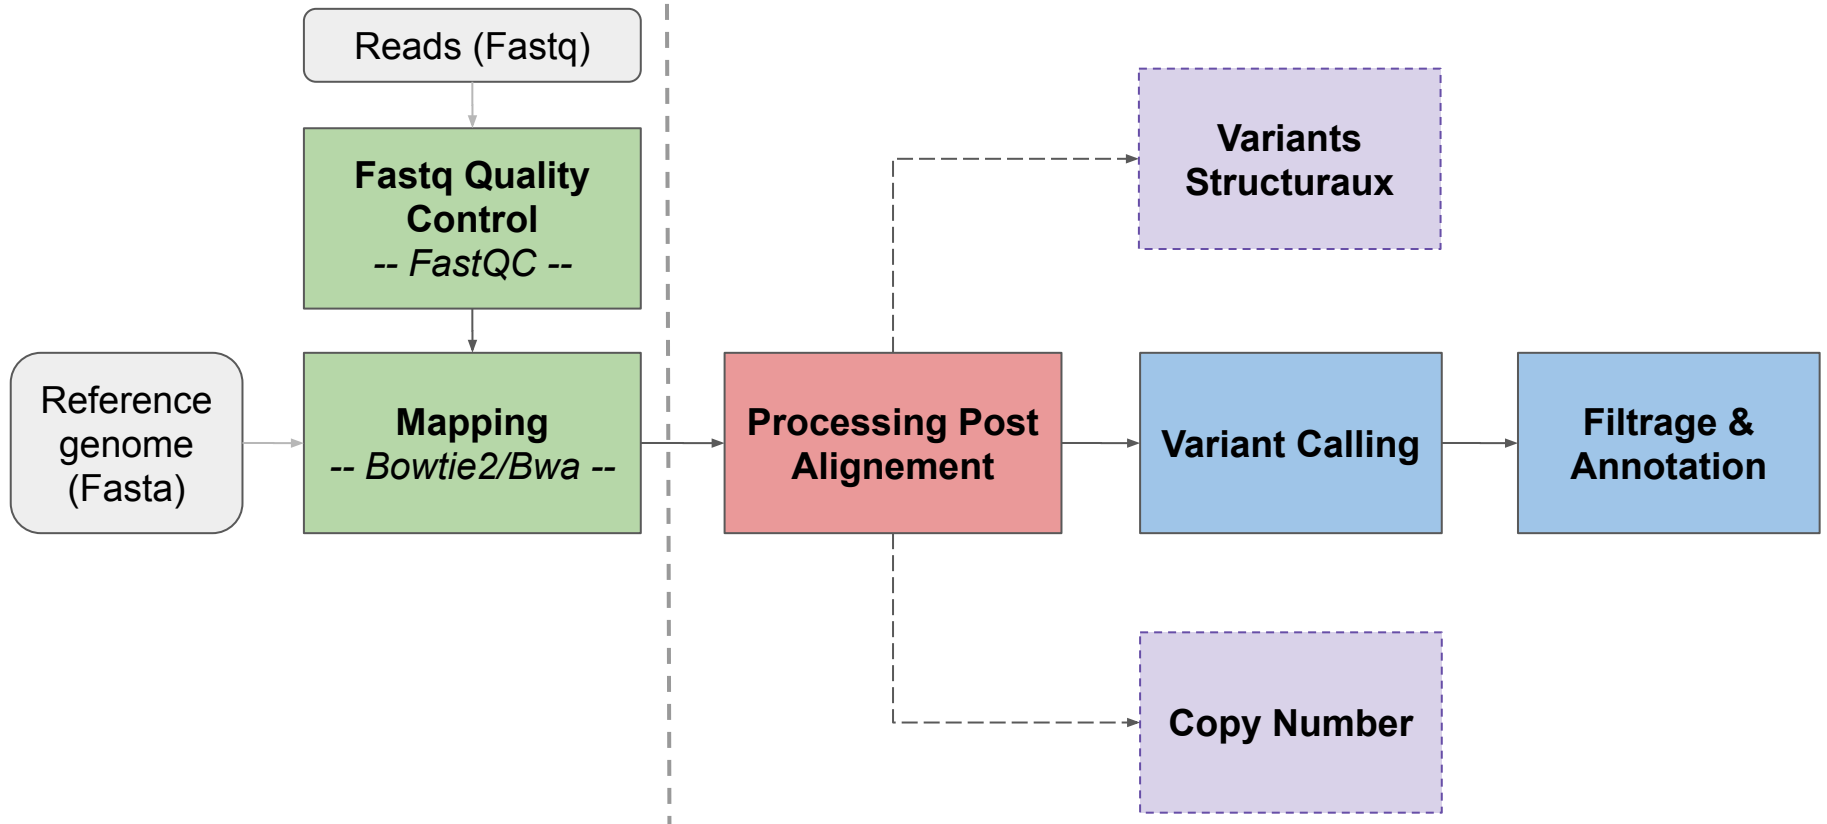 Reads (Fastq)
Fastq Quality
Control
-- FastQC --
Reference
genome
(Fasta)
Mapping
-- Bowtie2/Bwa --
Processing Post
Alignement
Variants
Structuraux
Variant Calling
Filtrage &
Annotation
Copy Number